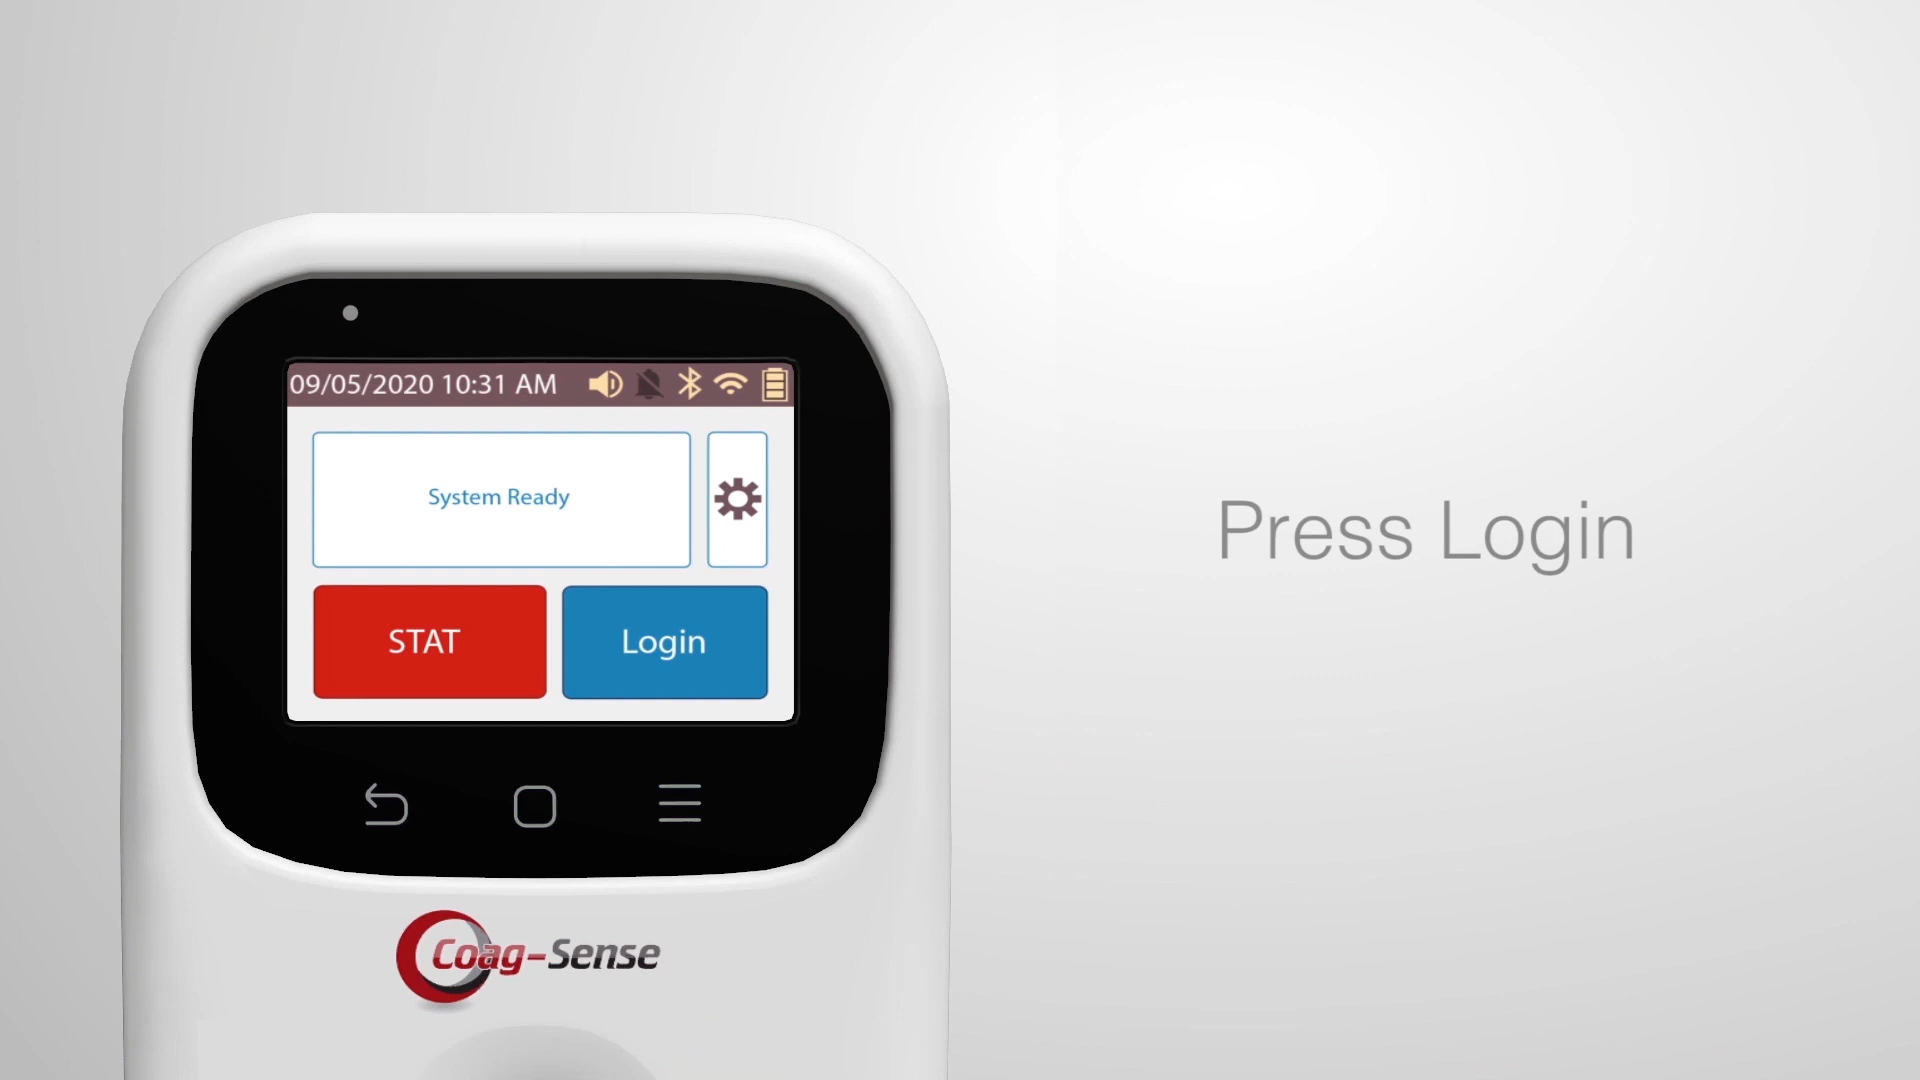 09/05/2020 10:31 AM
System Ready
STAT
Login
Press Login
Coag-Sense